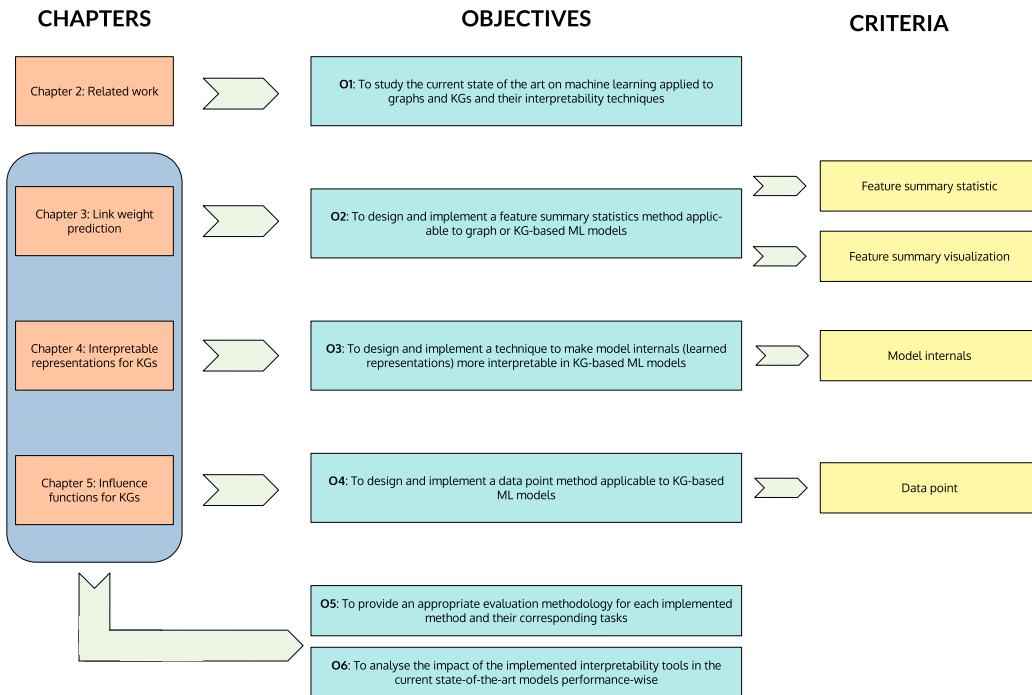 CHAPTERS
OBJECTIVES
CRITERIA
Chapter 2: Related work
O1: To study the current state of the art on machine learning applied to
graphs and KGs and their interpretability techniques
Chapter 3: Link weight
prediction
O2: To design and implement a feature summary statistics method applic-
able to graph or KG-based ML models
Feature summary statistic
Feature summary visualization
Chapter 4: Interpretable
representations for KGs
O3: To design and implement a technique to make model internals (learned
representations) more interpretable in KG-based ML models
Model internals
Chapter 5: Influence
functions for KGs
O4: To design and implement a data point method applicable to KG-based
ML models
Data point
O5: To provide an appropriate evaluation methodology for each implemented
method and their corresponding tasks
O6: To analyse the impact of the implemented interpretability tools in the
current state-of-the-art models performance-wise